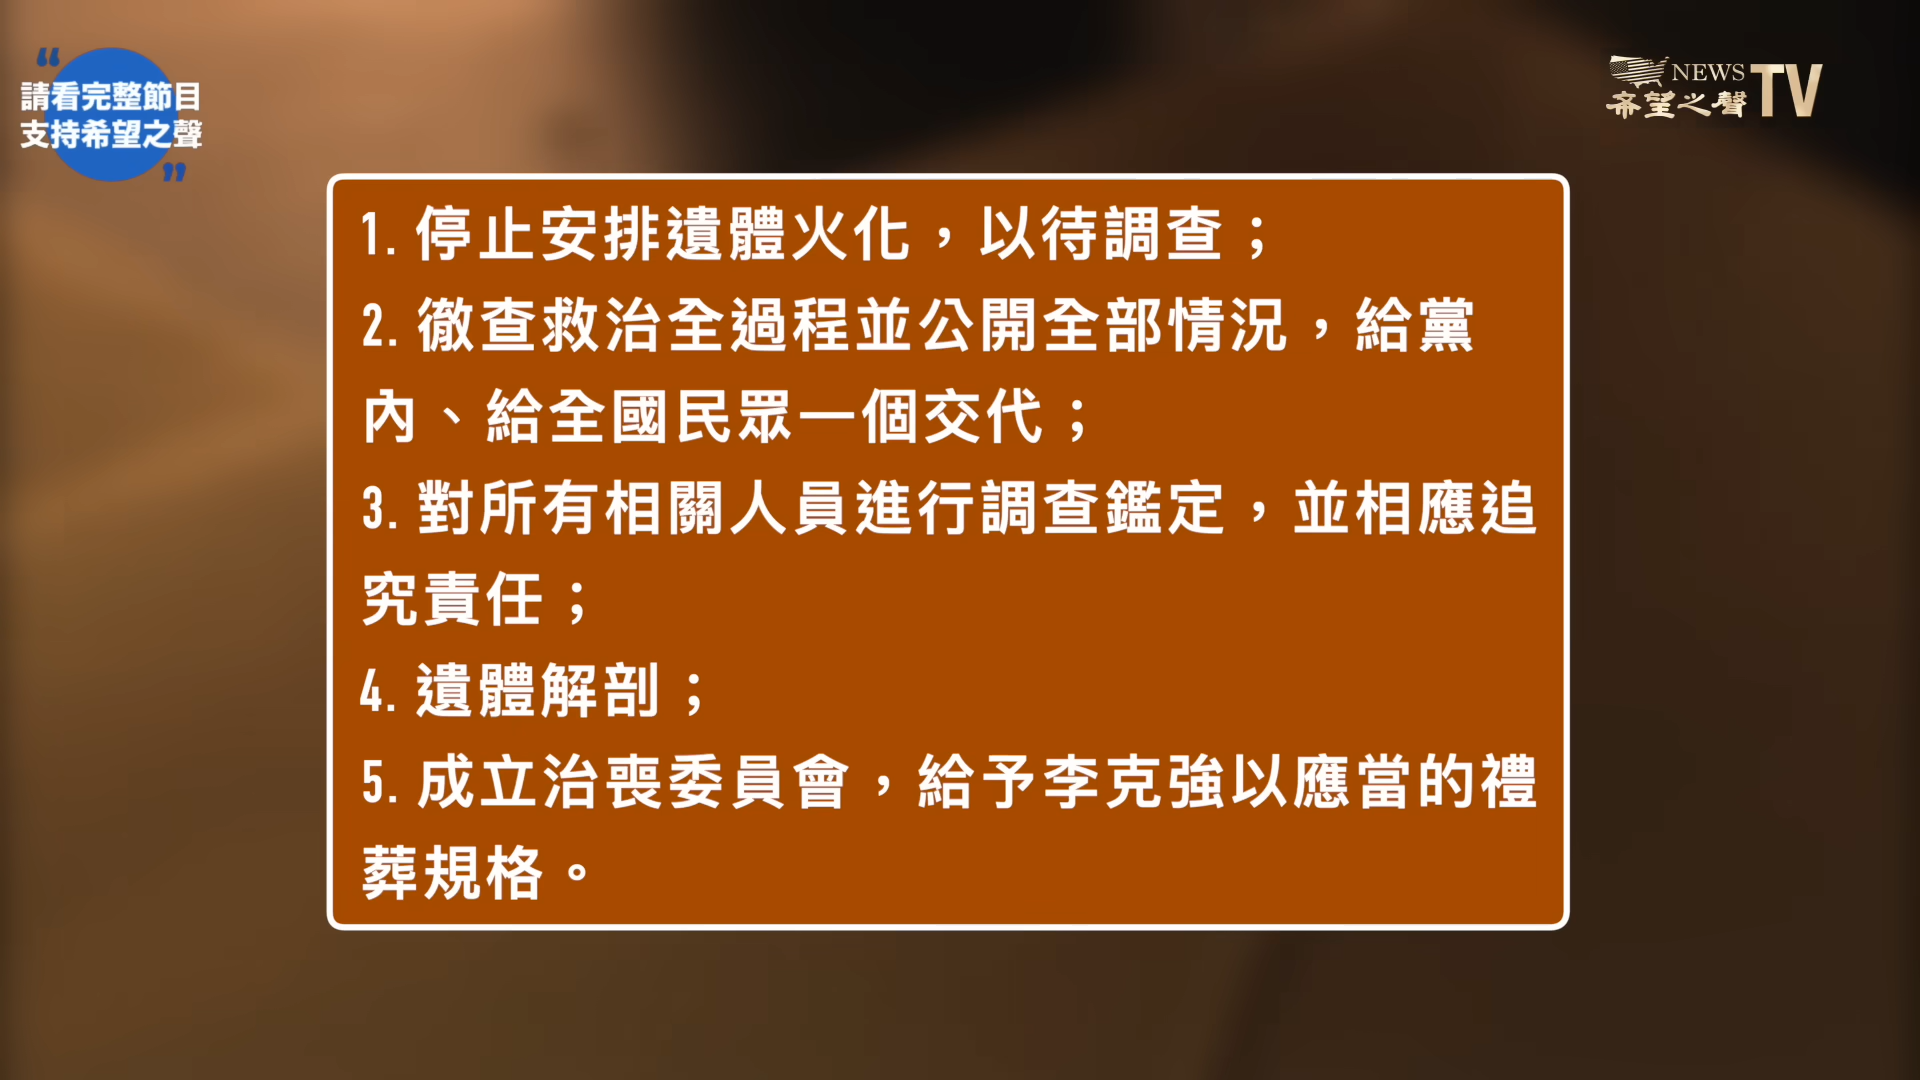 “
請看完整節目
支持希望之聲
”
NEWS
希望之聲TV
1. 停止安排遺體火化，以待調查；
2. 徹查救治全過程並公開全部情況，給黨
內、給全國民眾一個交代；
3. 對所有相關人員進行調查鑑定，並相應追
究責任；
4. 遺體解剖；
5. 成立治喪委員會，給予李克強以應當的禮
葬規格。